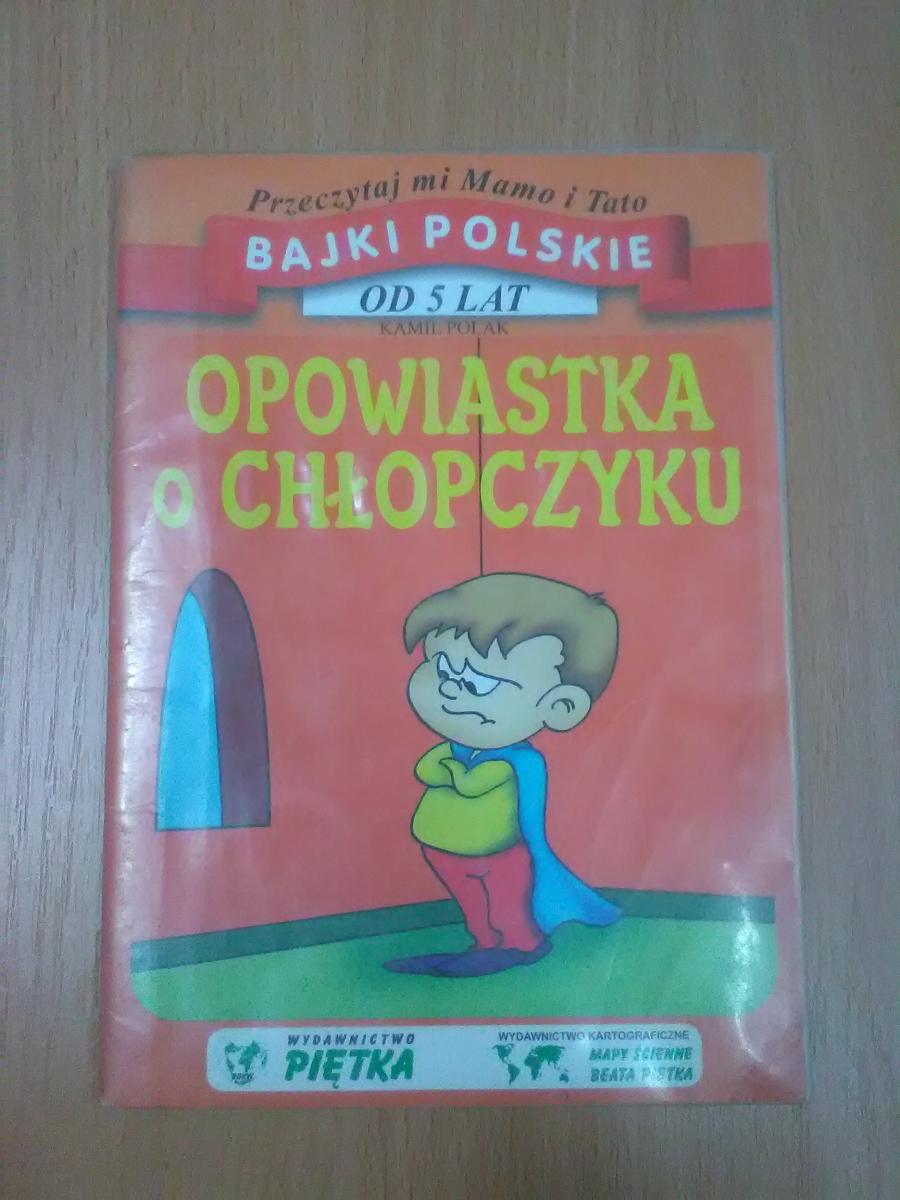 Przeczytaj mi Mamo i Tato
BAJKI POLSKIE
OD 5 LAT
KAMIL POLAK
OPOWIASTKA
O CHŁOPCZYKU
WYDAWNICTWO
PIĘTKA
WYDAWNICTWO KARTOGRAFICZNE
MAPY ŚCIENNE
BEATA PIĘTKA